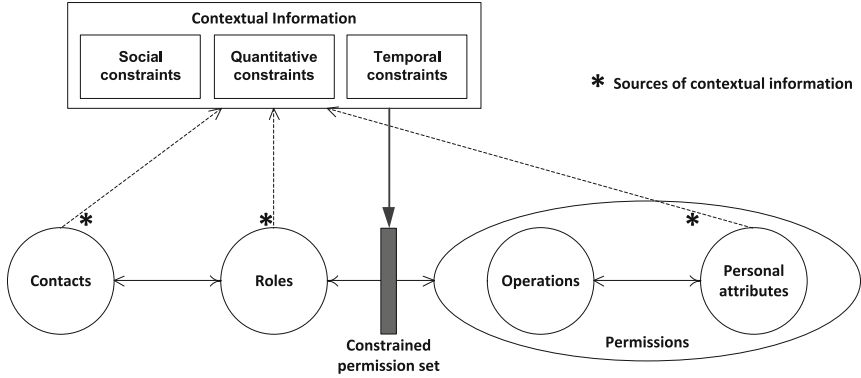 Contextual Information
Social
constraints
Quantitative
constraints
Temporal
constraints
* Sources of contextual information
*
*
*
Contacts
Roles
Operations
Personal
attributes
Permissions
Constrained
permission set